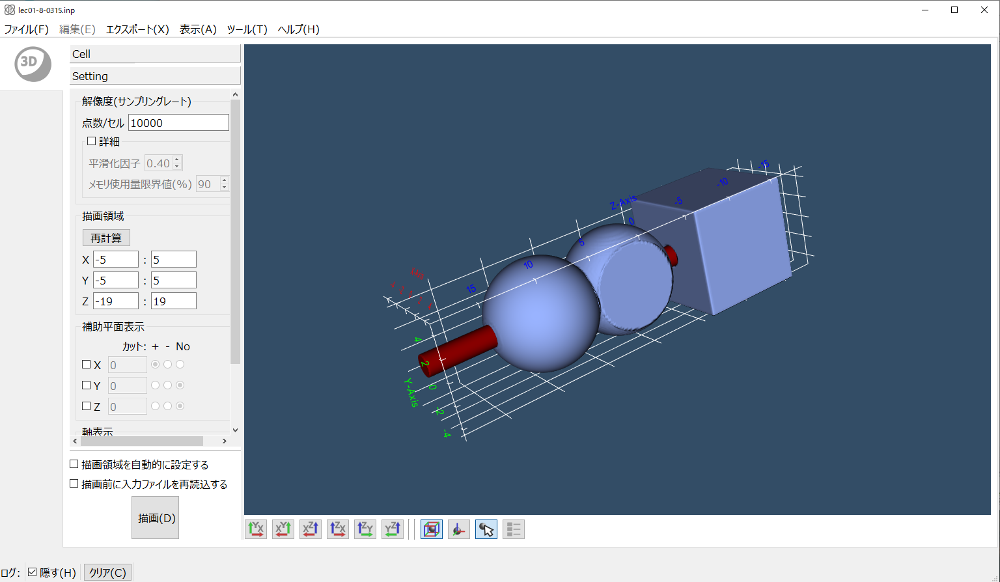 lec01-8-0315.inp
ファイル(F) 編集(E) エクスポート(X) 表示(A) ツール(T) ヘルプ(H)
3D
Cell
Setting
解像度(サンプリングレート)
点数/セル 10000
詳細
平滑化因子 0.40
メモリ使用量限界値(%) 90
描画領域
再計算
X -5 : 5
Y -5 : 5
Z -19 : 19
補助平面表示
カット: + - No
X 0
Y 0
Z 0
軸表示
描画領域を自動的に設定する
描画前に入力ファイルを再読込する
描画(D)
Z-Axis
-15
-10
-5
0
5
10
15
4
2
0
-2
-4
Y-Axis
YX XY XZ ZX ZY YZ
ログ: 隠す(H) クリア(C)